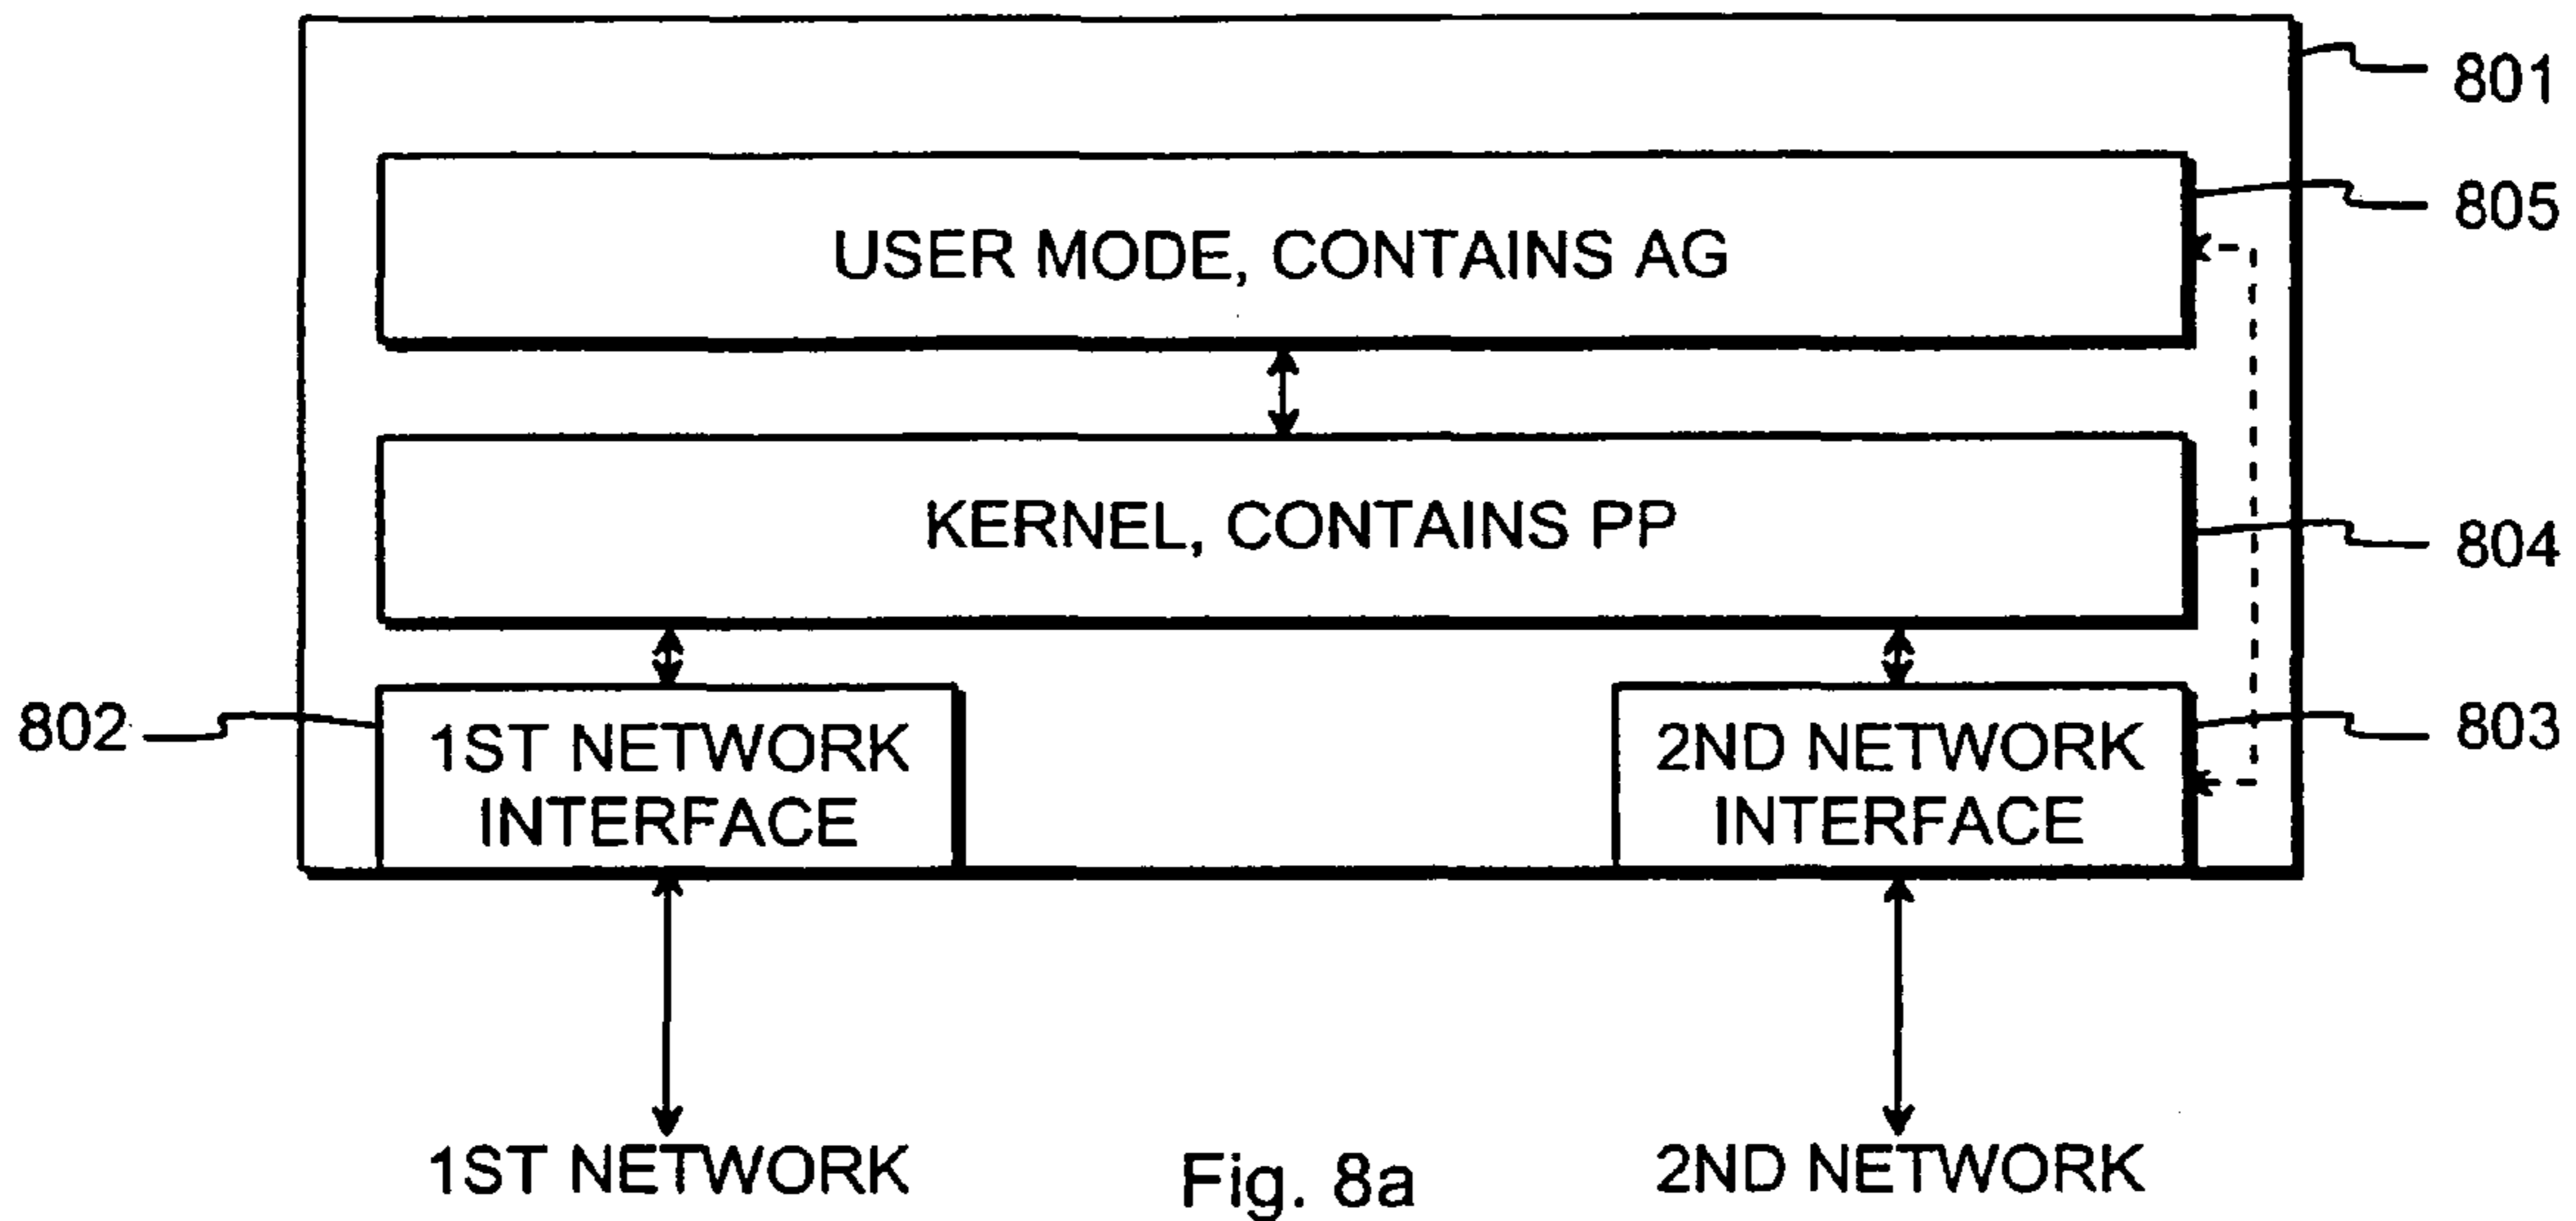 801
805
USER MODE, CONTAINS AG
KERNEL, CONTAINS PP
804
802
1ST NETWORK
INTERFACE
2ND NETWORK
INTERFACE
803
1ST NETWORK
2ND NETWORK
Fig. 8a